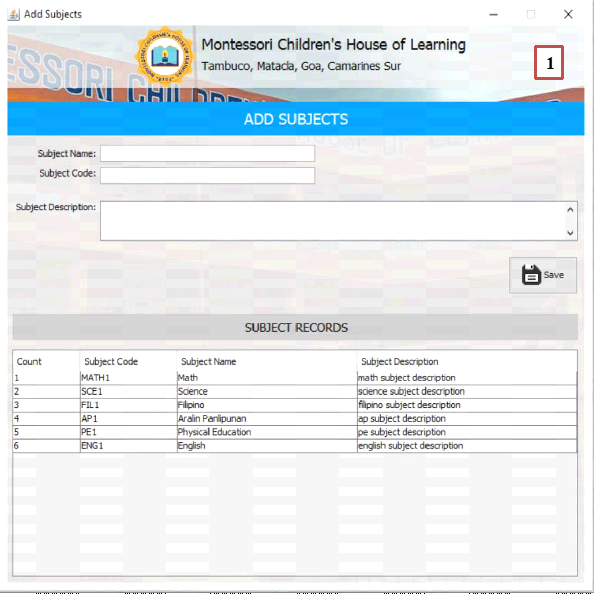 Add Subjects
Montessori Children's House of Learning
Tambuco, Matacla, Goa, Camarines Sur
1
ADD SUBJECTS
Subject Name:
Subject Code:
Subject Description:
Save
SUBJECT RECORDS
Count Subject Code Subject Name Subject Description
1 MATH1 Math math subject description
2 SCE1 Science science subject description
3 FIL1 Filipino filipino subject description
4 AP1 Aralin Panlipunan ap subject description
5 PE1 Physical Education pe subject description
6 ENG1 English english subject description